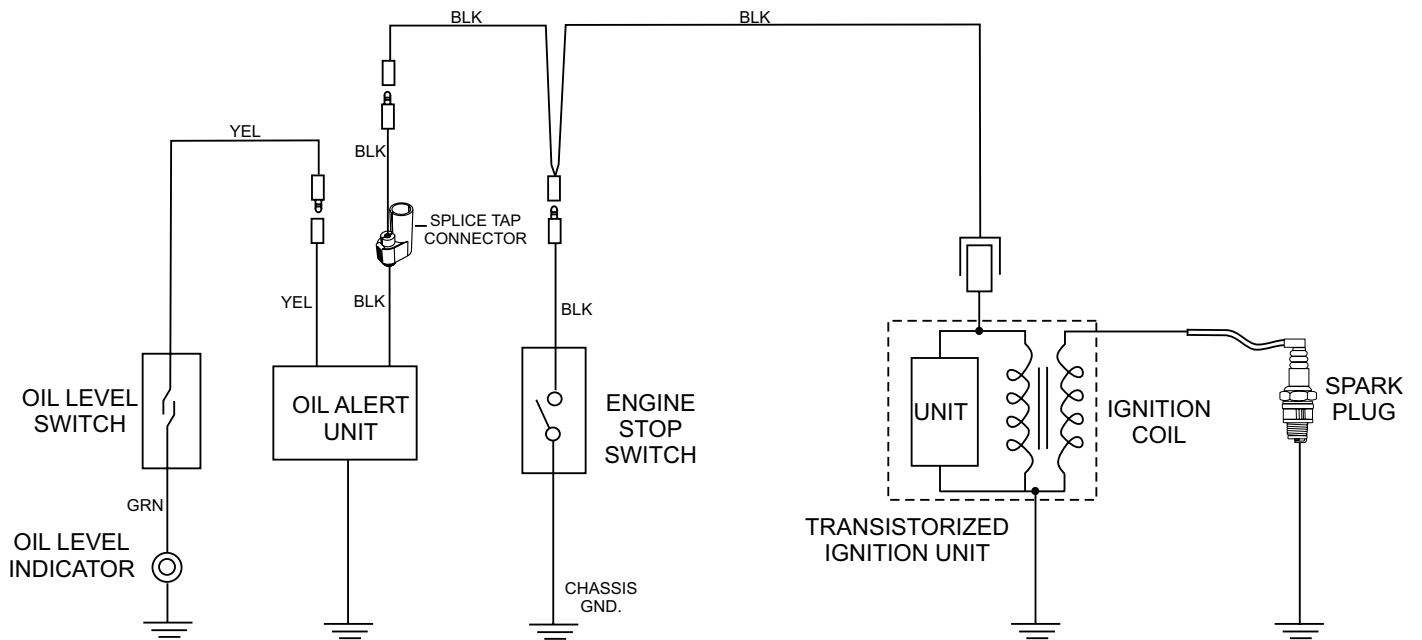 BLK
BLK
YEL
BLK
SPLICE TAP
CONNECTOR
YEL
BLK
BLK
OIL LEVEL
SWITCH
OIL ALERT
UNIT
ENGINE
STOP
SWITCH
UNIT
IGNITION
COIL
SPARK
PLUG
GRN
OIL LEVEL
INDICATOR
TRANSISTORIZED
IGNITION UNIT
CHASSIS
GND.